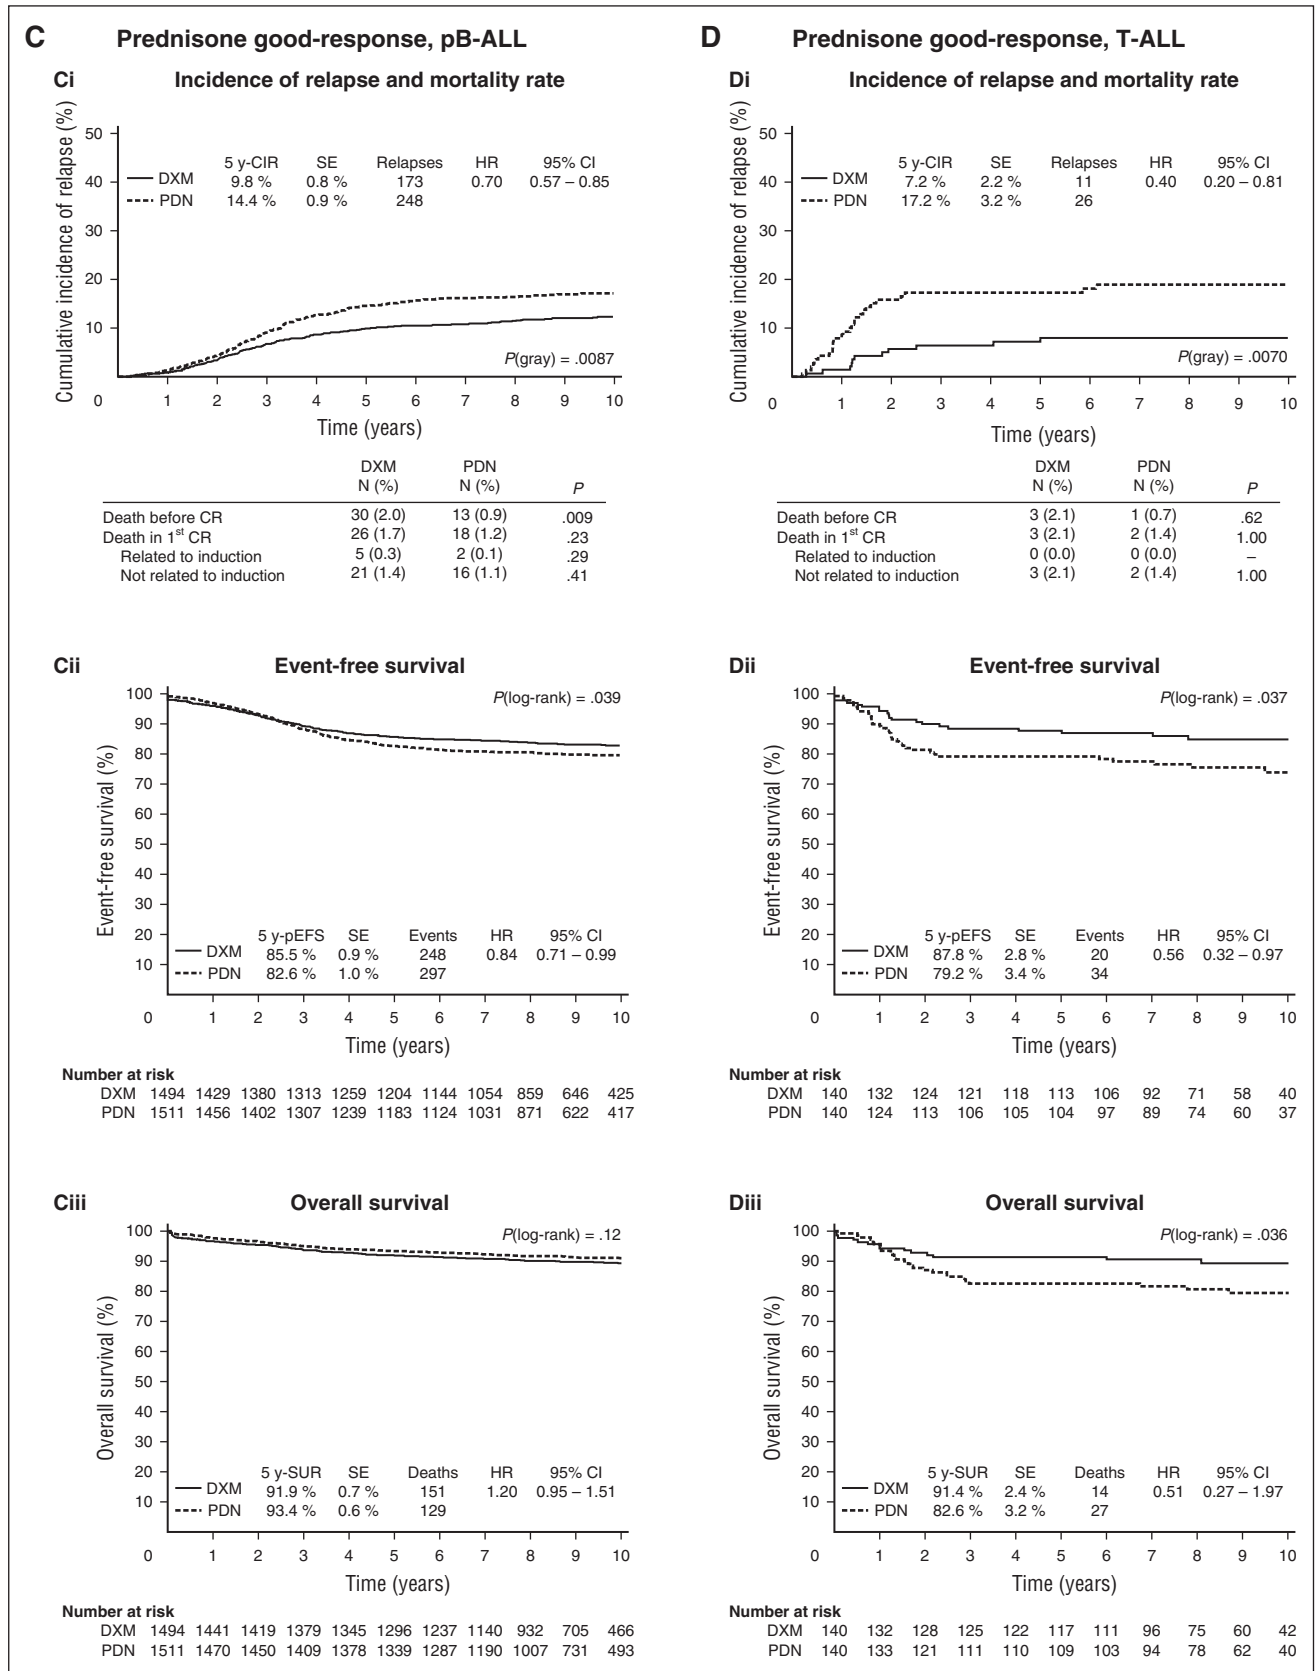 C Prednisone good-response, pB-ALL
Ci Incidence of relapse and mortality rate
Cumulative incidence of relapse (%)
50
40
30
20
10
5 y-CIR SE Relapses HR 95% CI
DXM 9.8 % 0.8 % 173 0.70 0.57 – 0.85
PDN 14.4 % 0.9 % 248
P(gray) = .0087
0 1 2 3 4 5 6 7 8 9 10
Time (years)
DXM PDN
N (%) N (%) P
Death before CR 30 (2.0) 13 (0.9) .009
Death in 1st CR 26 (1.7) 18 (1.2) .23
Related to induction 5 (0.3) 2 (0.1) .29
Not related to induction 21 (1.4) 16 (1.1) .41
Cii Event-free survival
Event-free survival (%)
100
90
80
70
60
50
40
30
20
10
P(log-rank) = .039
5 y-pEFS SE Events HR 95% CI
DXM 85.5 % 0.9 % 248 0.84 0.71 – 0.99
PDN 82.6 % 1.0 % 297
0 1 2 3 4 5 6 7 8 9 10
Time (years)
Number at risk
DXM 1494 1429 1380 1313 1259 1204 1144 1054 859 646 425
PDN 1511 1456 1402 1307 1239 1183 1124 1031 871 622 417
Ciii Overall survival
Overall survival (%)
100
90
80
70
60
50
40
30
20
10
P(log-rank) = .12
5 y-SUR SE Deaths HR 95% CI
DXM 91.9 % 0.7 % 151 1.20 0.95 – 1.51
PDN 93.4 % 0.6 % 129
0 1 2 3 4 5 6 7 8 9 10
Time (years)
Number at risk
DXM 1494 1441 1419 1379 1345 1296 1237 1140 932 705 466
PDN 1511 1470 1450 1409 1378 1339 1287 1190 1007 731 493
D Prednisone good-response, T-ALL
Di Incidence of relapse and mortality rate
Cumulative incidence of relapse (%)
50
40
30
20
10
5 y-CIR SE Relapses HR 95% CI
DXM 7.2 % 2.2 % 11 0.40 0.20 – 0.81
PDN 17.2 % 3.2 % 26
P(gray) = .0070
0 1 2 3 4 5 6 7 8 9 10
Time (years)
DXM PDN
N (%) N (%) P
Death before CR 3 (2.1) 1 (0.7) .62
Death in 1st CR 3 (2.1) 2 (1.4) 1.00
Related to induction 0 (0.0) 0 (0.0) –
Not related to induction 3 (2.1) 2 (1.4) 1.00
Dii Event-free survival
Event-free survival (%)
100
90
80
70
60
50
40
30
20
10
P(log-rank) = .037
5 y-pEFS SE Events HR 95% CI
DXM 87.8 % 2.8 % 20 0.56 0.32 – 0.97
PDN 79.2 % 3.4 % 34
0 1 2 3 4 5 6 7 8 9 10
Time (years)
Number at risk
DXM 140 132 124 121 118 113 106 92 71 58 40
PDN 140 124 113 106 105 104 97 89 74 60 37
Diii Overall survival
Overall survival (%)
100
90
80
70
60
50
40
30
20
10
P(log-rank) = .036
5 y-SUR SE Deaths HR 95% CI
DXM 91.4 % 2.4 % 14 0.51 0.27 – 1.97
PDN 82.6 % 3.2 % 27
0 1 2 3 4 5 6 7 8 9 10
Time (years)
Number at risk
DXM 140 132 128 125 122 117 111 96 75 60 42
PDN 140 133 121 111 110 109 103 94 78 62 40